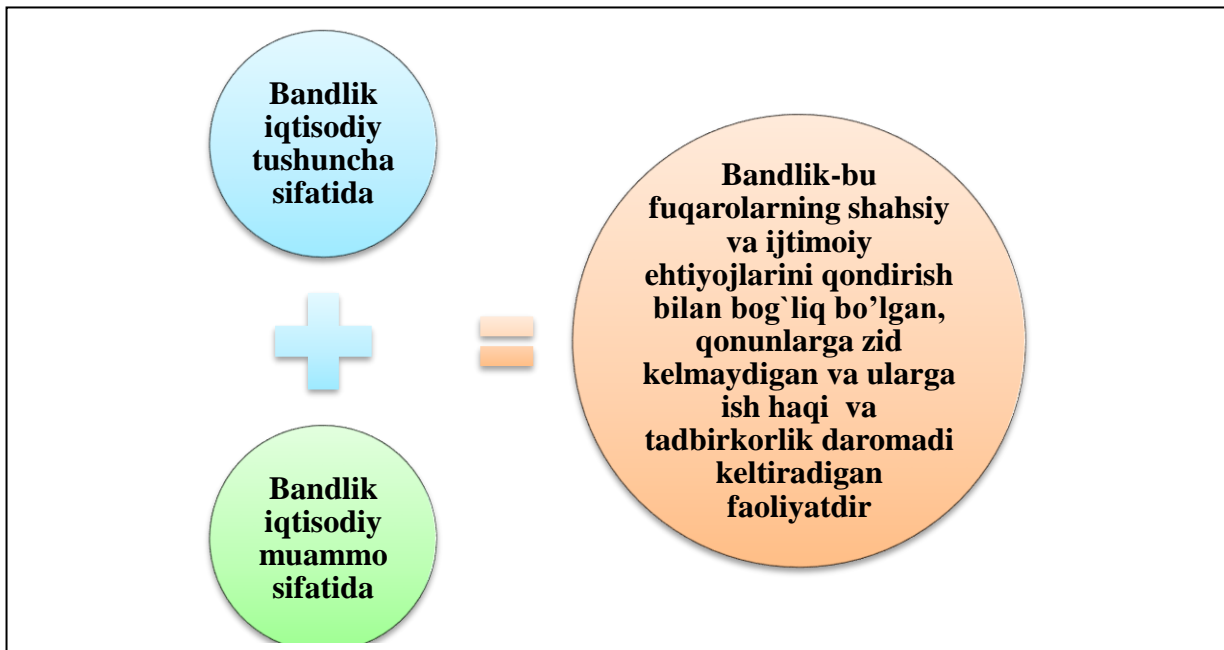 Bandlik
iqtisodiy
tushuncha
sifatida
Bandlik
iqtisodiy
muammo
sifatida
Bandlik-bu
fuqarolarning shahsiy
va ijtimoiy
ehtiyojlarini qondirish
bilan bog`liq bo’lgan,
qonunlarga zid
kelmaydigan va ularga
ish haqi va
tadbirkorlik daromadi
keltiradigan
faoliyatdir